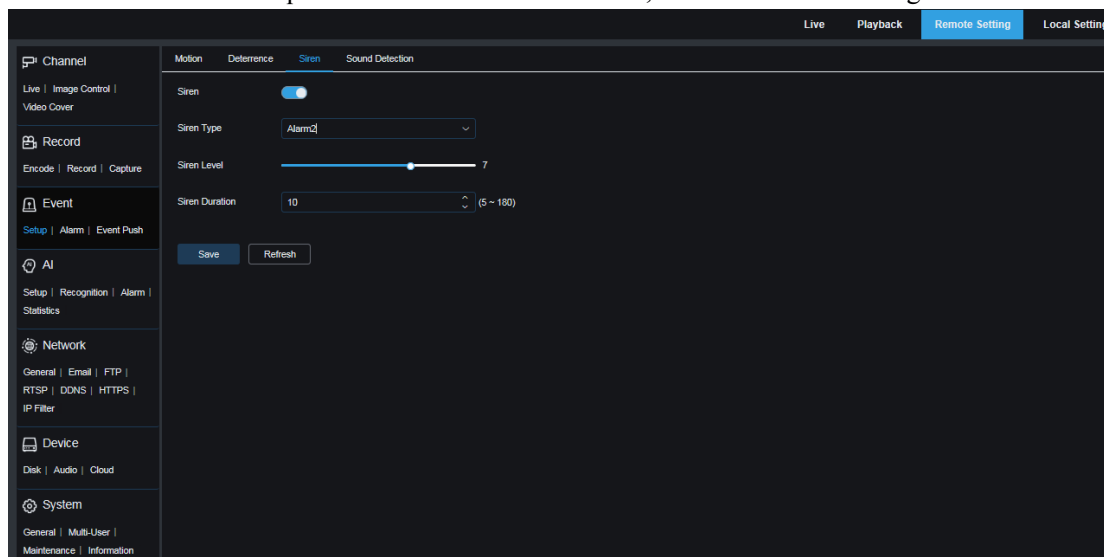 Live Playback Remote Setting Local Setting
Channel
Live | Image Control |
Video Cover
Record
Encode | Record | Capture
Event
Setup | Alarm | Event Push
AI
Setup | Recognition | Alarm |
Statistics
Network
General | Email | FTP |
RTSP | DDNS | HTTPS |
IP Filter
Device
Disk | Audio | Cloud
System
General | Multi-User |
Maintenance | Information
Motion Deterrence Siren Sound Detection
Siren
Siren Type Alarm2
Siren Level 7
Siren Duration 10 (5 ~ 180)
Save Refresh